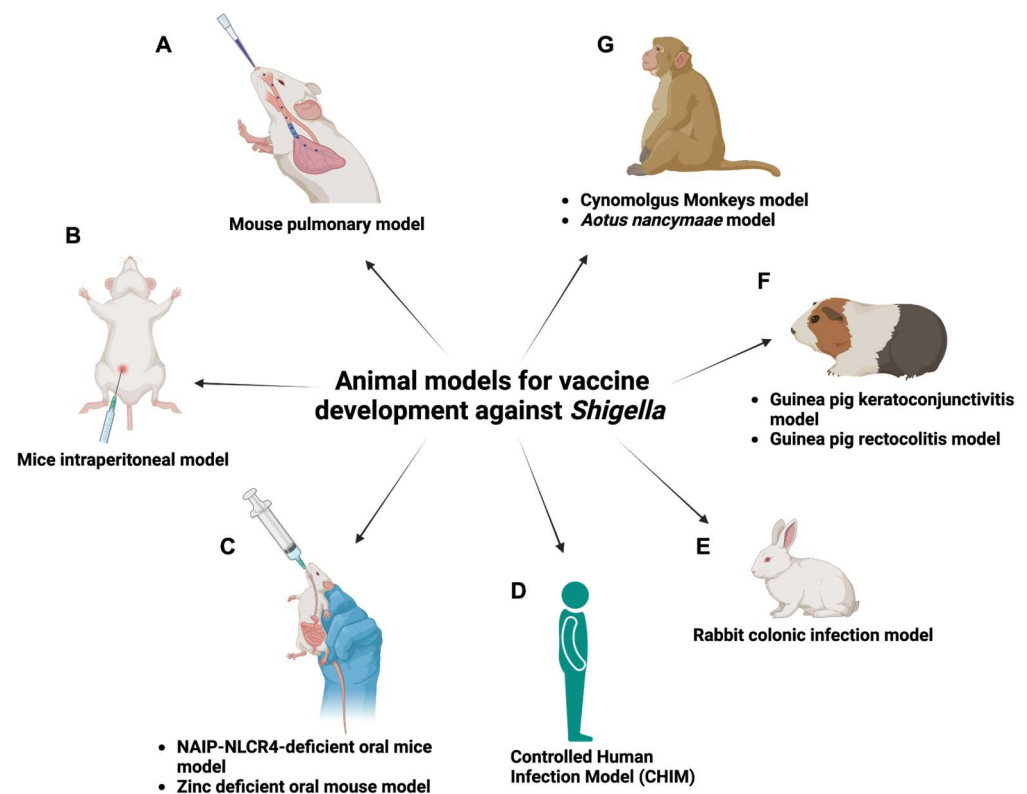 A
Mouse pulmonary model
G
• Cynomolgus Monkeys model
• Aotus nancymaae model
B
Mice intraperitoneal model
F
• Guinea pig keratoconjunctivitis
model
• Guinea pig rectocolitis model
Animal models for vaccine
development against Shigella
C
• NAIP-NLCR4-deficient oral mice
model
• Zinc deficient oral mouse model
D
Controlled Human
Infection Model (CHIM)
E
Rabbit colonic infection model